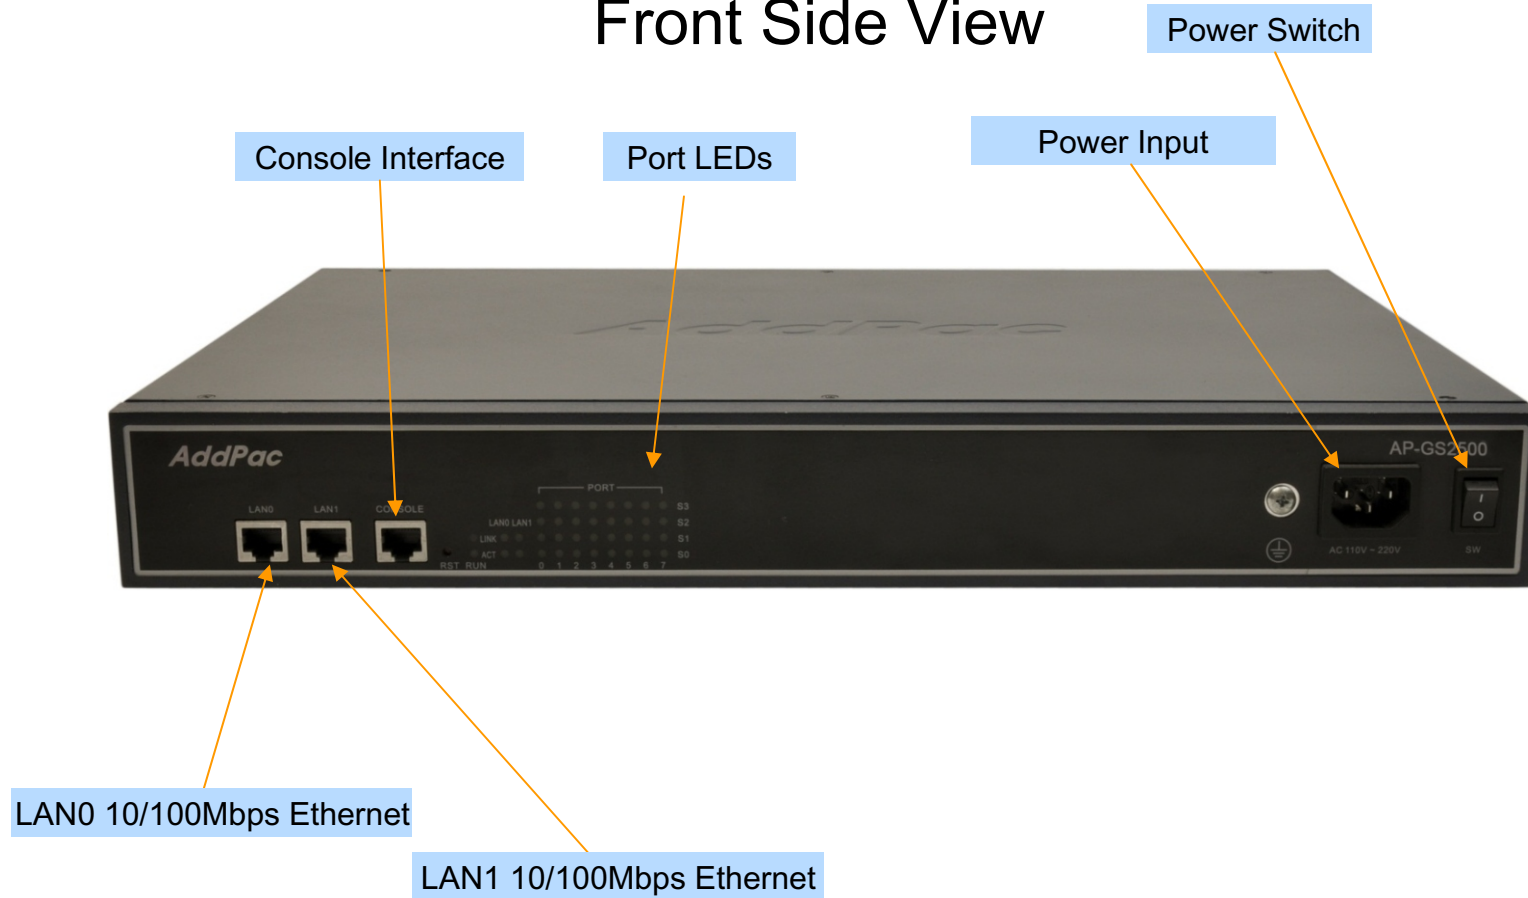 Front Side View
Power Switch
Power Input
Console Interface
Port LEDs
AddPac
AddPac
AP-GS2500
LAN0 LAN1 CONSOLE
PORT
S3
LAN0 LAN1 S2
LINK S1
ACT S0
RST RUN 0 1 2 3 4 5 6 7
AC 110V ~ 220V
SW
LAN0 10/100Mbps Ethernet
LAN1 10/100Mbps Ethernet